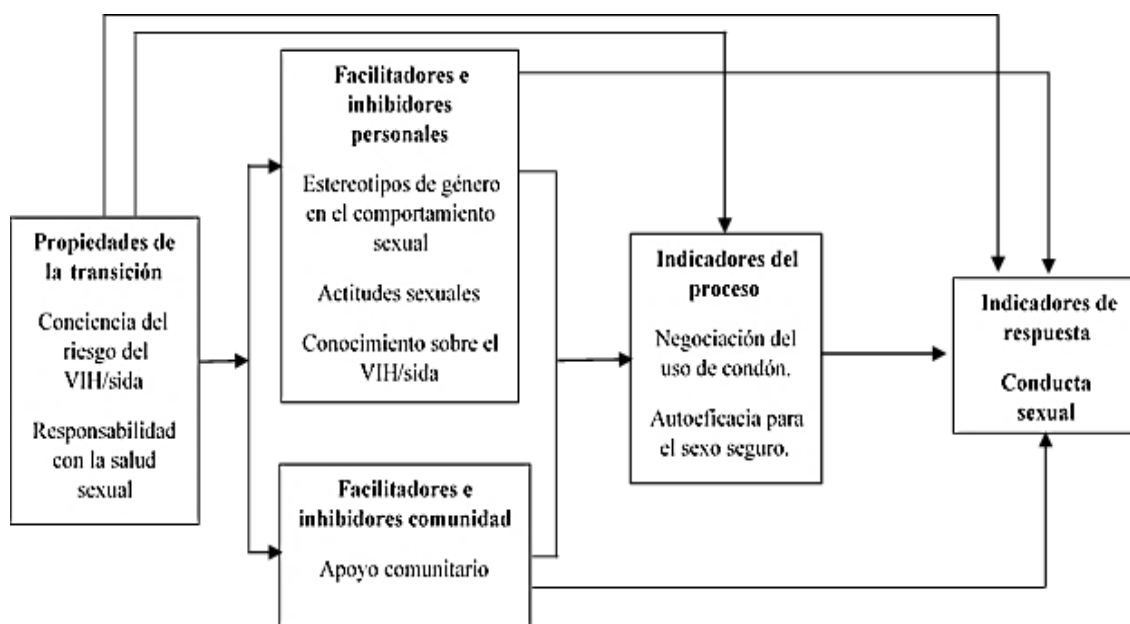 Propiedades de
la transición
Conciencia del
riesgo del
VIH/sida
Responsabilidad
con la salud
sexual
Facilitadores e
inhibidores
personales
Estereotipos de género
en el comportamiento
sexual
Actitudes sexuales
Conocimiento sobre el
VIH/sida
Facilitadores e
inhibidores comunidad
Apoyo comunitario
Indicadores del
proceso
Negociación del
uso de condón.
Autoeficacia para
el sexo seguro.
Indicadores de
respuesta
Conducta
sexual